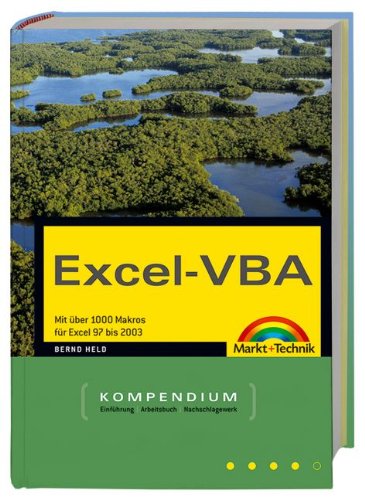 Excel-VBA
Mit über 1000 Makros
für Excel 97 bis 2003
BERND HELD
Markt+Technik
KOMPENDIUM
Einführung | Arbeitsbuch | Nachschlagewerk